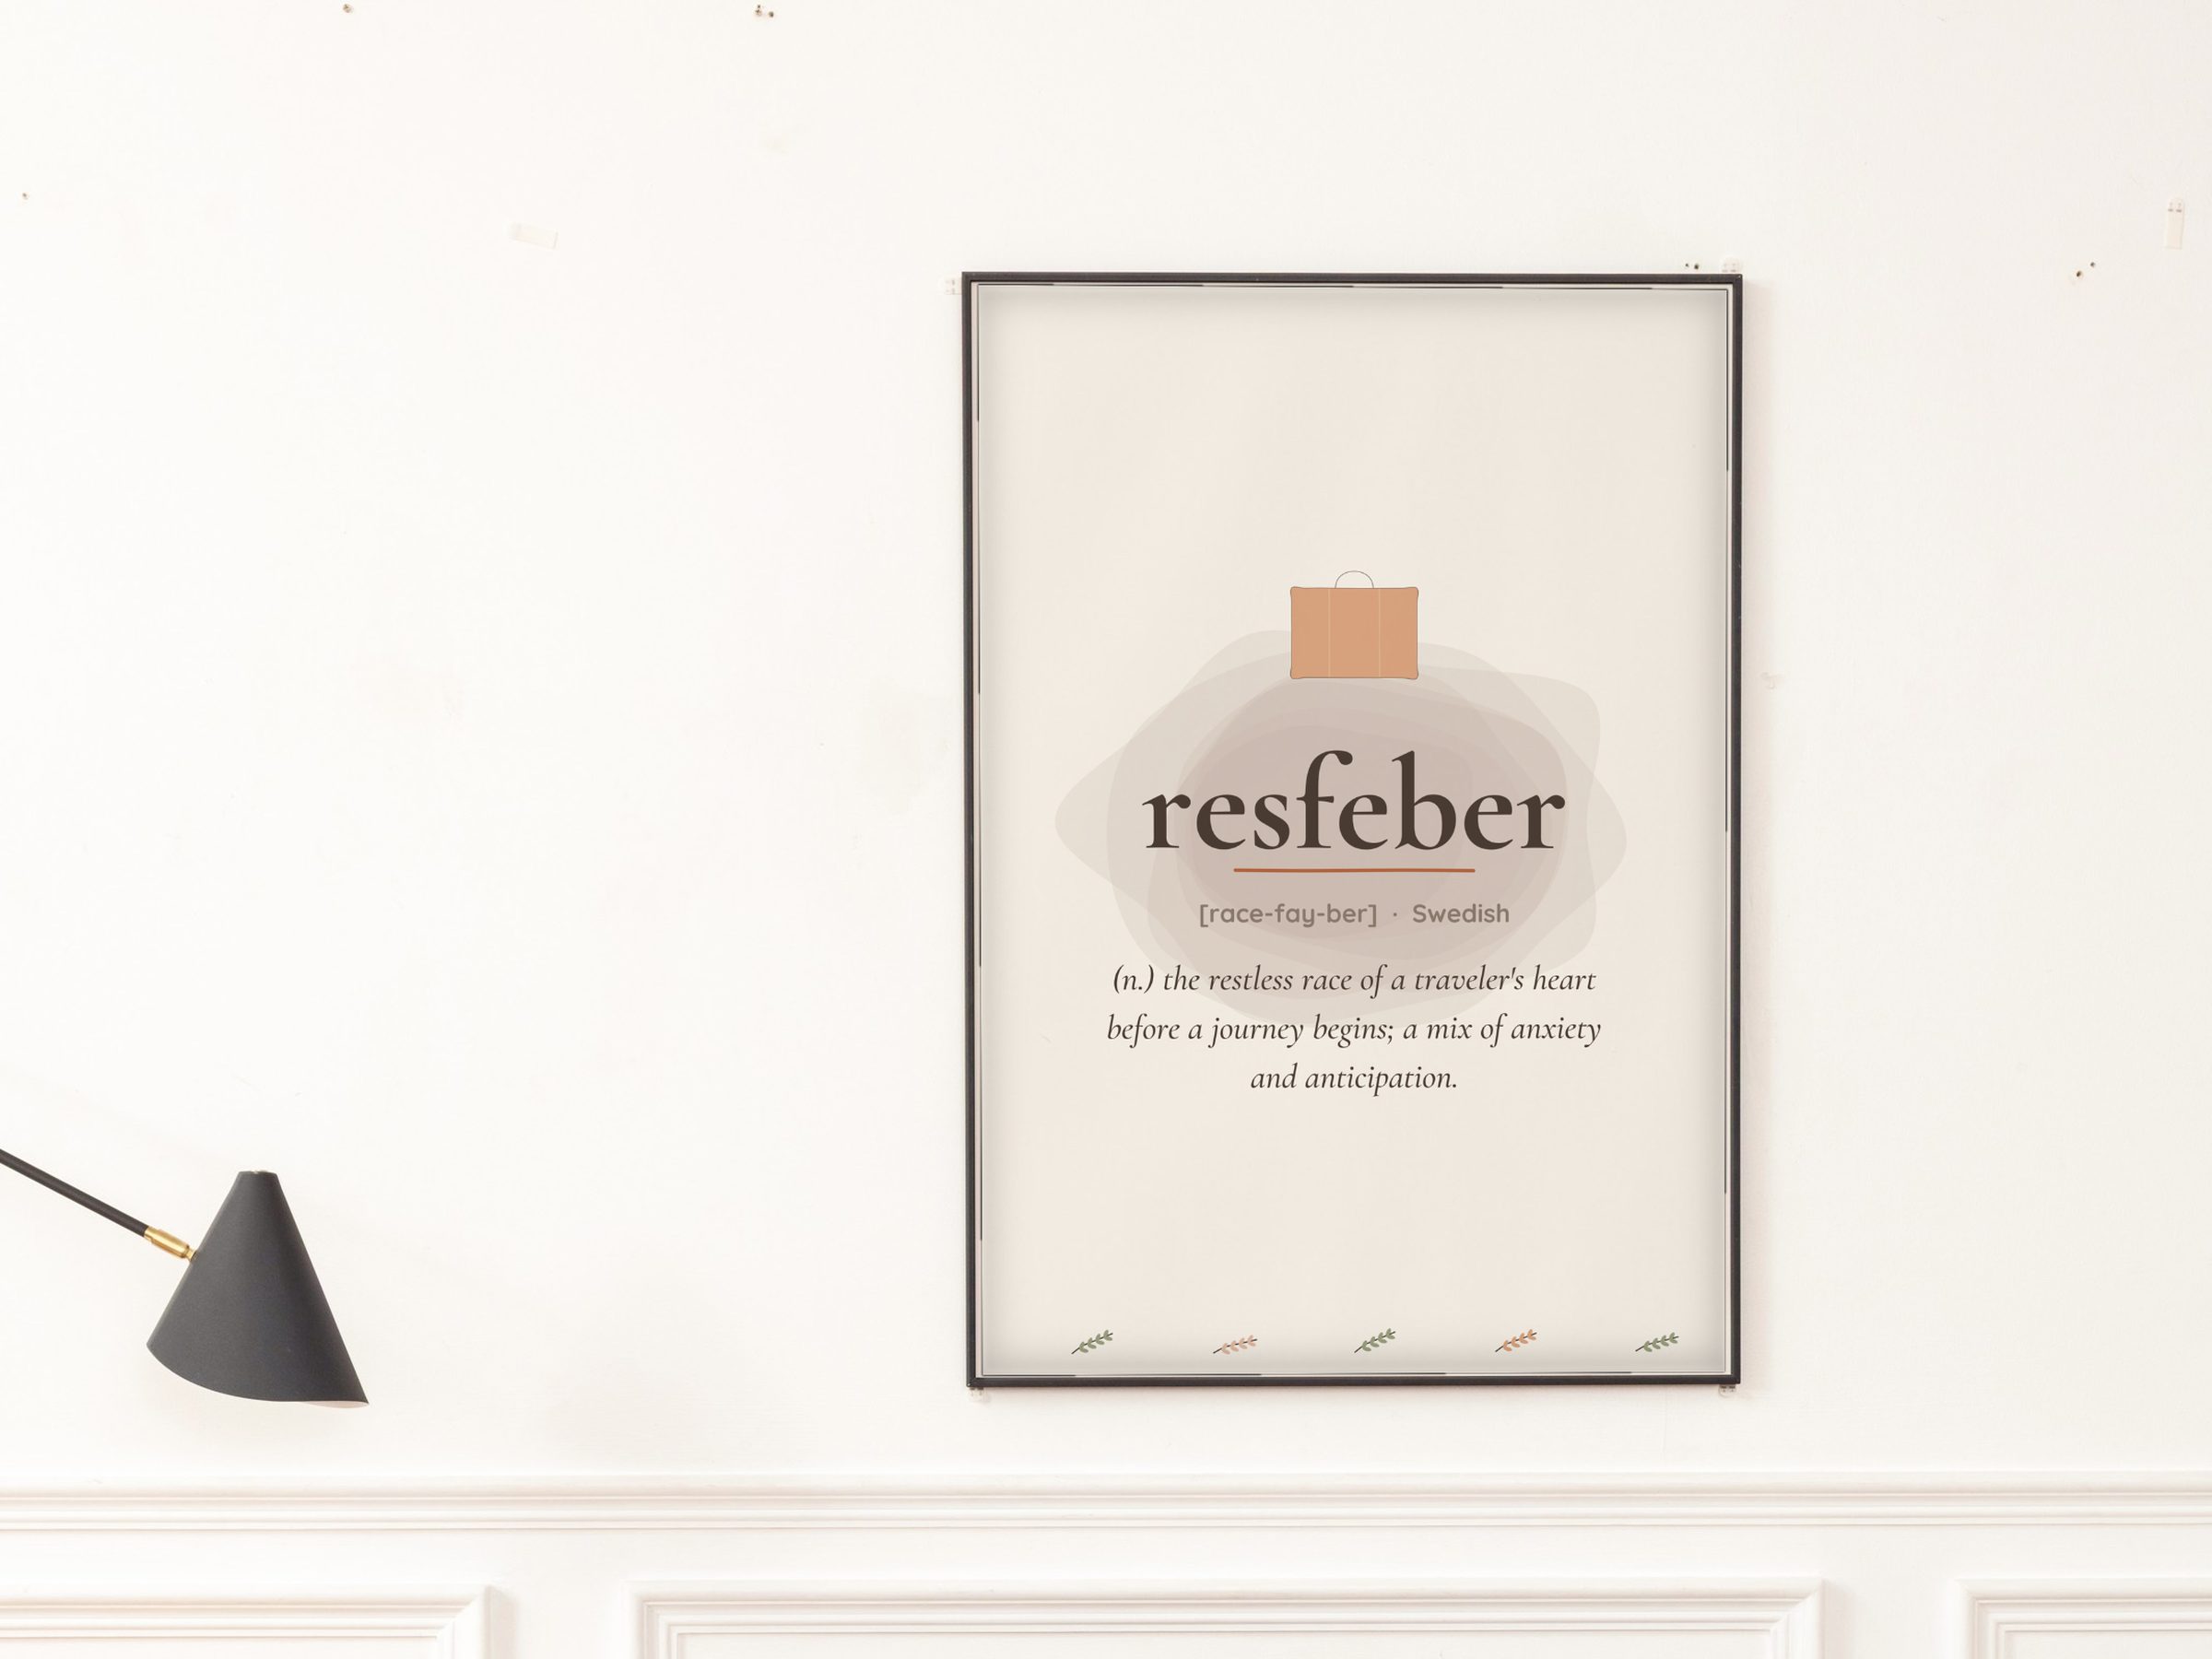 resfeber
[race-fay-ber] · Swedish
(n.) the restless race of a traveler's heart
before a journey begins; a mix of anxiety
and anticipation.